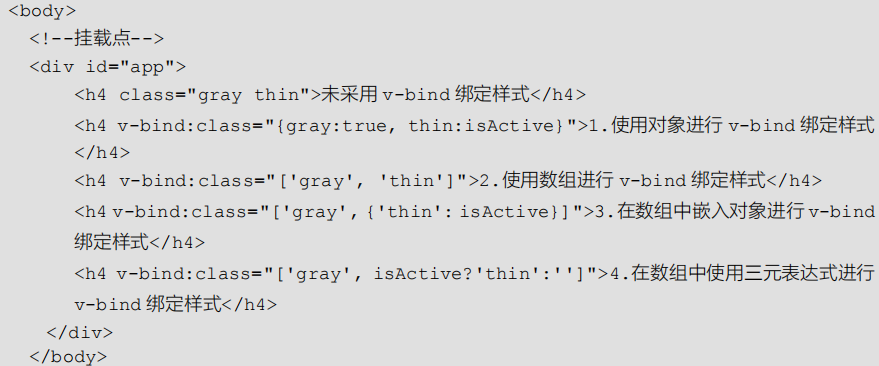 <body>
<!--挂载点-->
<div id="app">
<h4 class="gray thin">未采用 v-bind 绑定样式</h4>
<h4 v-bind:class="{gray:true, thin:isActive}">1.使用对象进行 v-bind 绑定样式
</h4>
<h4 v-bind:class="['gray', 'thin']">2.使用数组进行 v-bind 绑定样式</h4>
<h4 v-bind:class="['gray', {'thin': isActive}]">3.在数组中嵌入对象进行 v-bind
绑定样式</h4>
<h4 v-bind:class="['gray', isActive?'thin':'']">4.在数组中使用三元表达式进行
v-bind 绑定样式</h4>
</div>
</body>